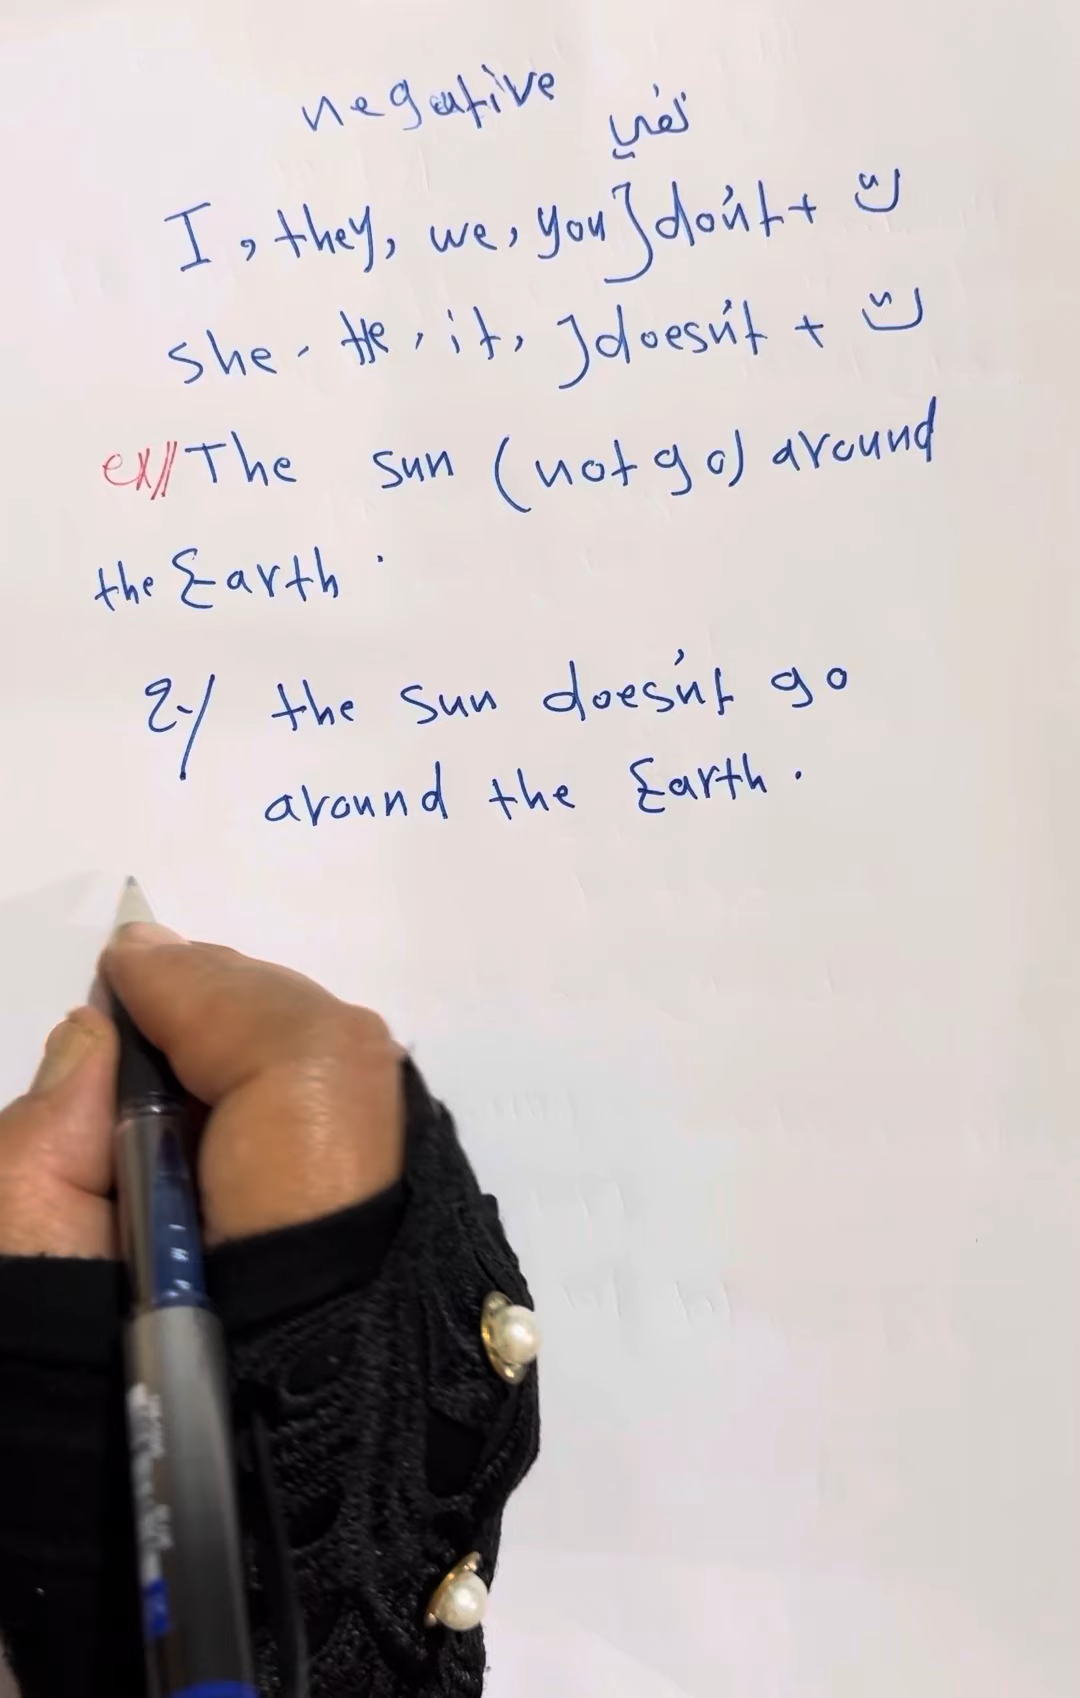 negative نفي
I, they, we, you] don't +
she, He, it, ] doesn't +
ex// The sun (not go) around
the Earth.
the sun doesn't go
around the Earth.